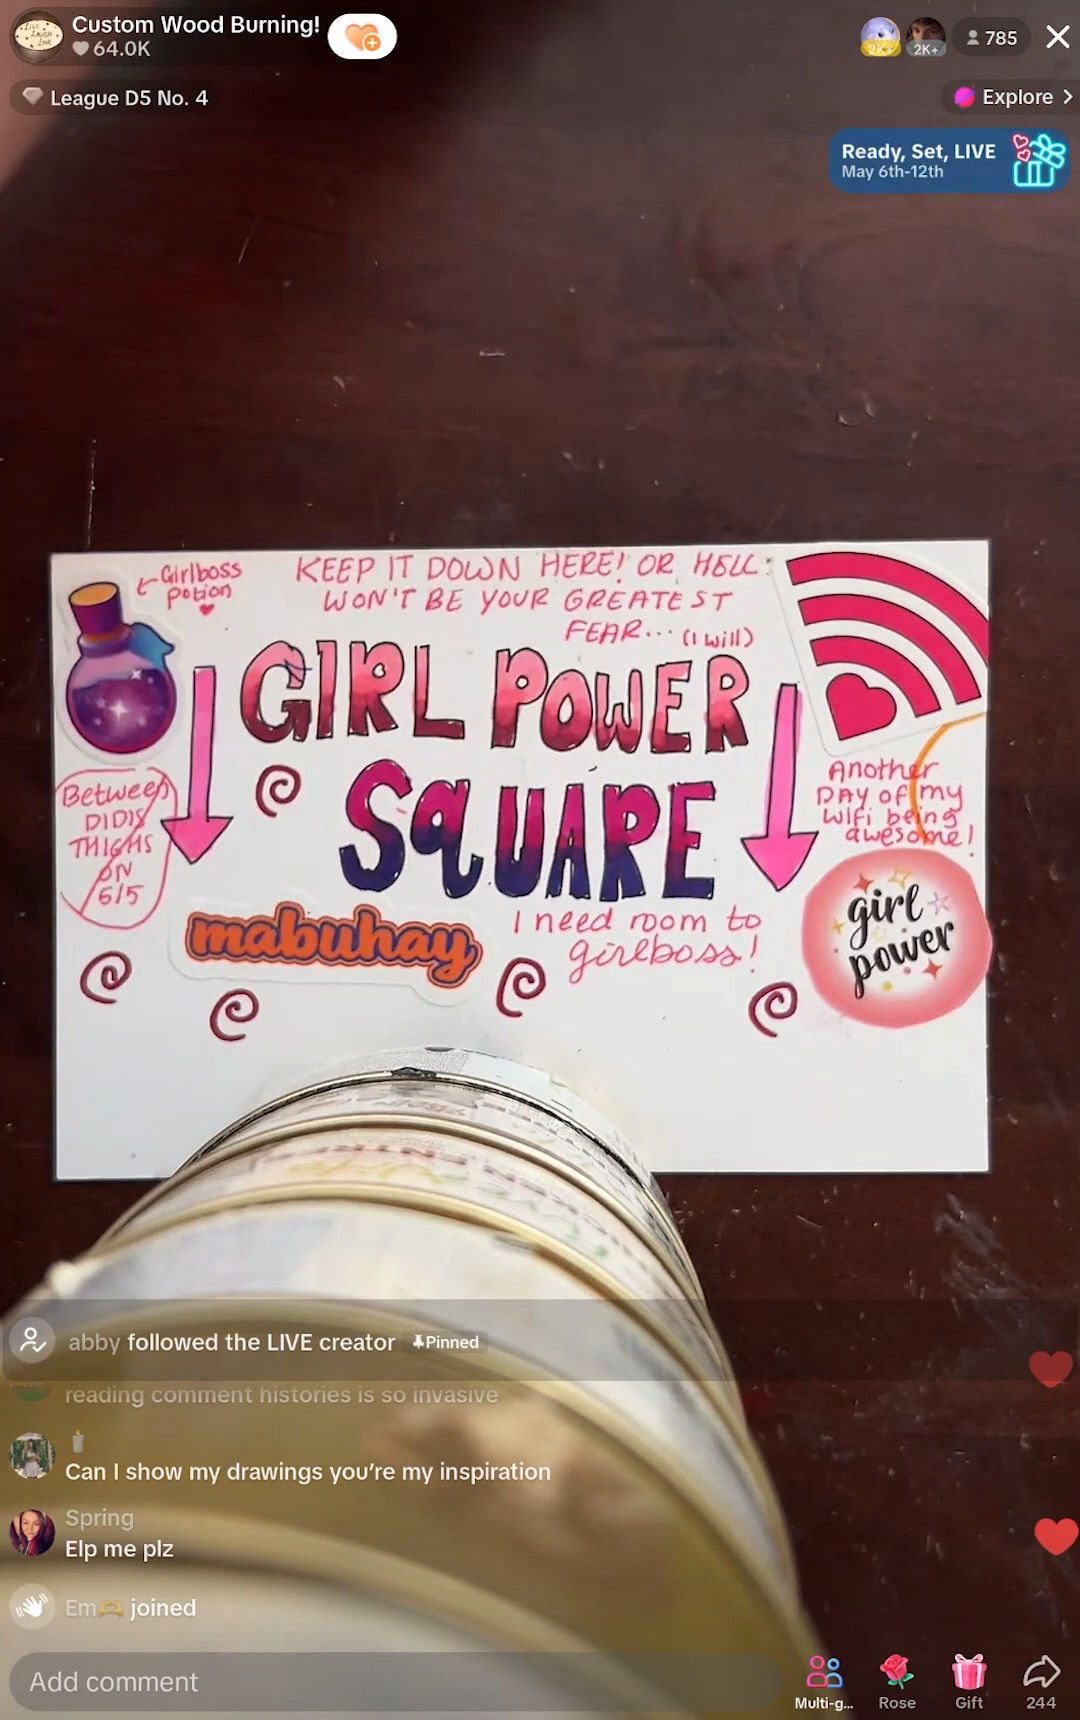 Custom Wood Burning!
64.0K
2K+
2K+
785
League D5 No. 4
Explore
Ready, Set, LIVE
May 6th-12th
Girlboss
potion
KEEP IT DOWN HERE! OR HELL
WON'T BE YOUR GREATEST
FEAR... (I will)
GIRL POWER
SQUARE
Between
DIDIS
THIGHS
ON
6/5
Another
DAY OF my
wifi being
awesome!
mabuhay
I need room to
girlboss!
girl
power
abby followed the LIVE creator Pinned
reading comment histories is so invasive
Can I show my drawings you're my inspiration
Spring
Elp me plz
Em joined
Add comment
Multi-g...
Rose
Gift
244